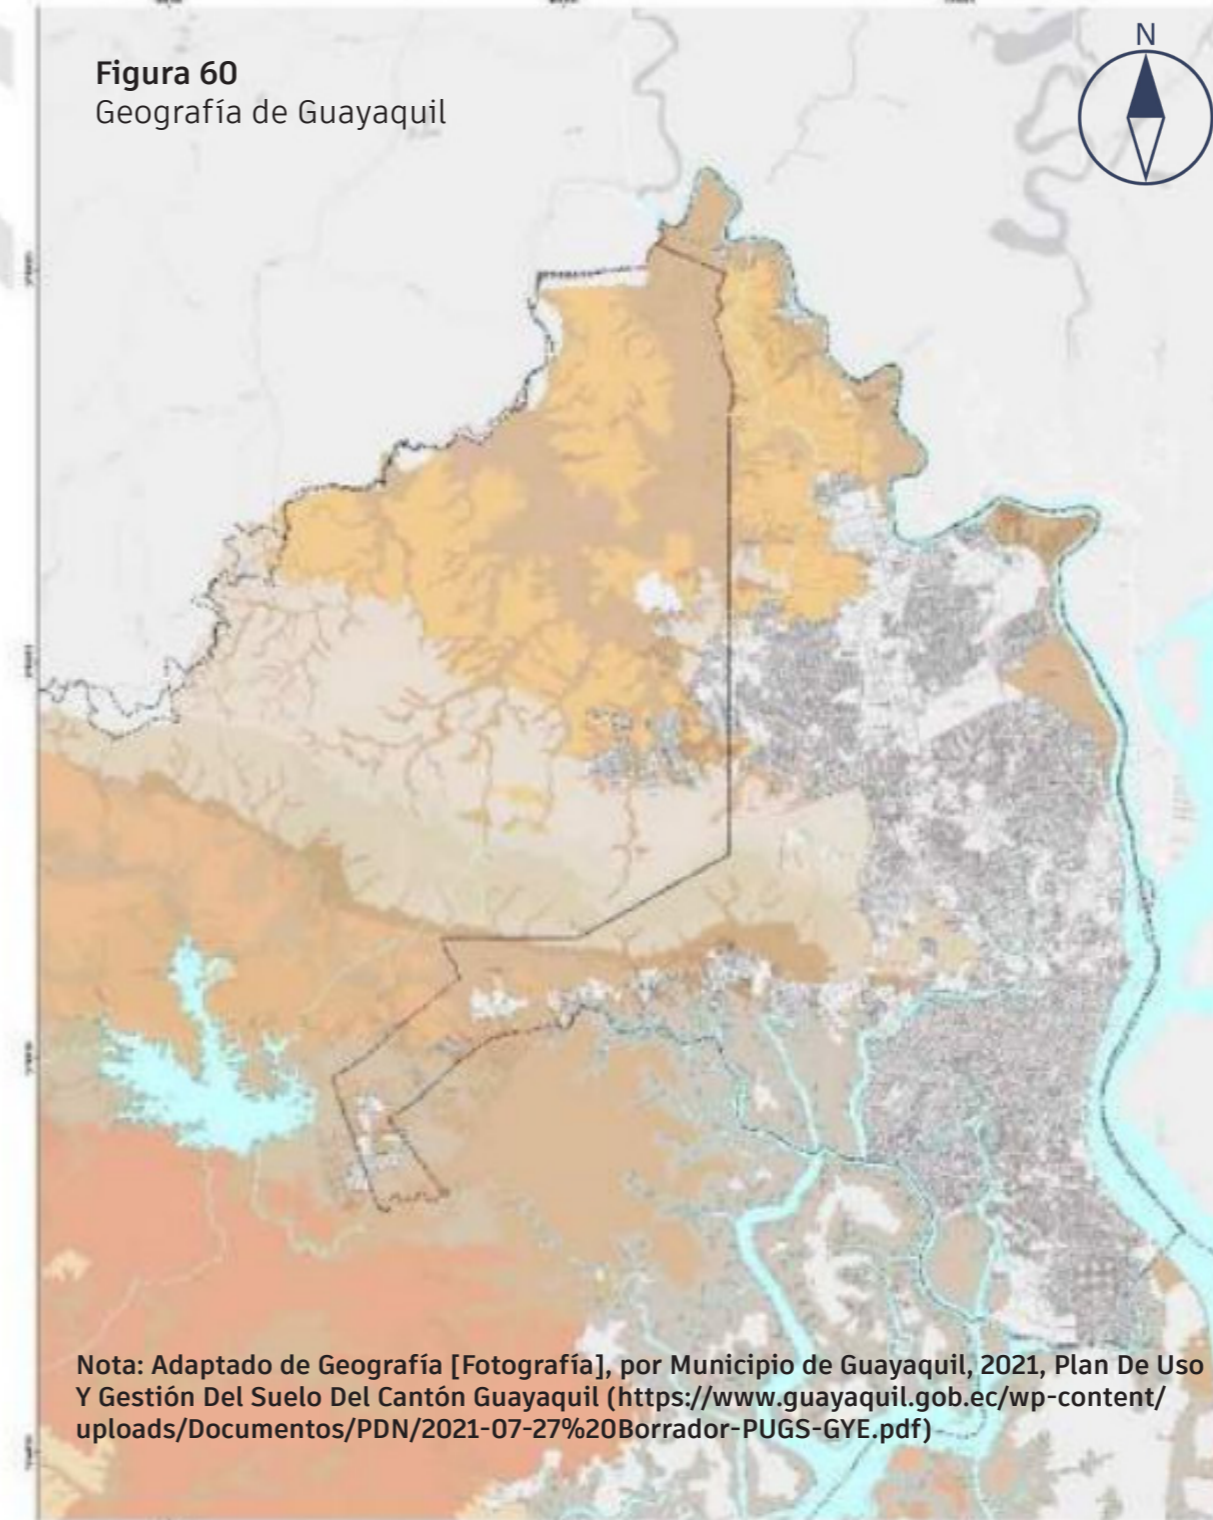 Figura 60
Geografía de Guayaquil
N
Nota: Adaptado de Geografía [Fotografía], por Municipio de Guayaquil, 2021, Plan De Uso
Y Gestión Del Suelo Del Cantón Guayaquil (https://www.guayaquil.gob.ec/wp-content/
uploads/Documentos/PDN/2021-07-27%20Borrador-PUGS-GYE.pdf)